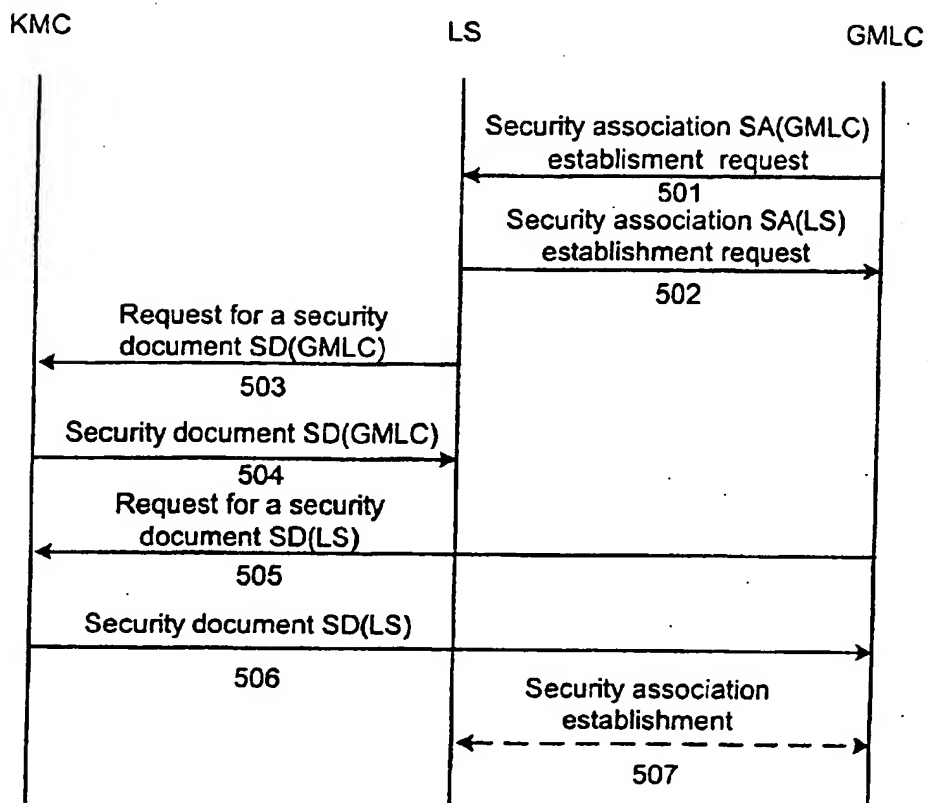 KMC
LS
GMLC
Security association SA(GMLC)
establisment request
501
Security association SA(LS)
establishment request
502
Request for a security
document SD(GMLC)
503
Security document SD(GMLC)
504
Request for a security
document SD(LS)
505
Security document SD(LS)
506
Security association
establishment
507